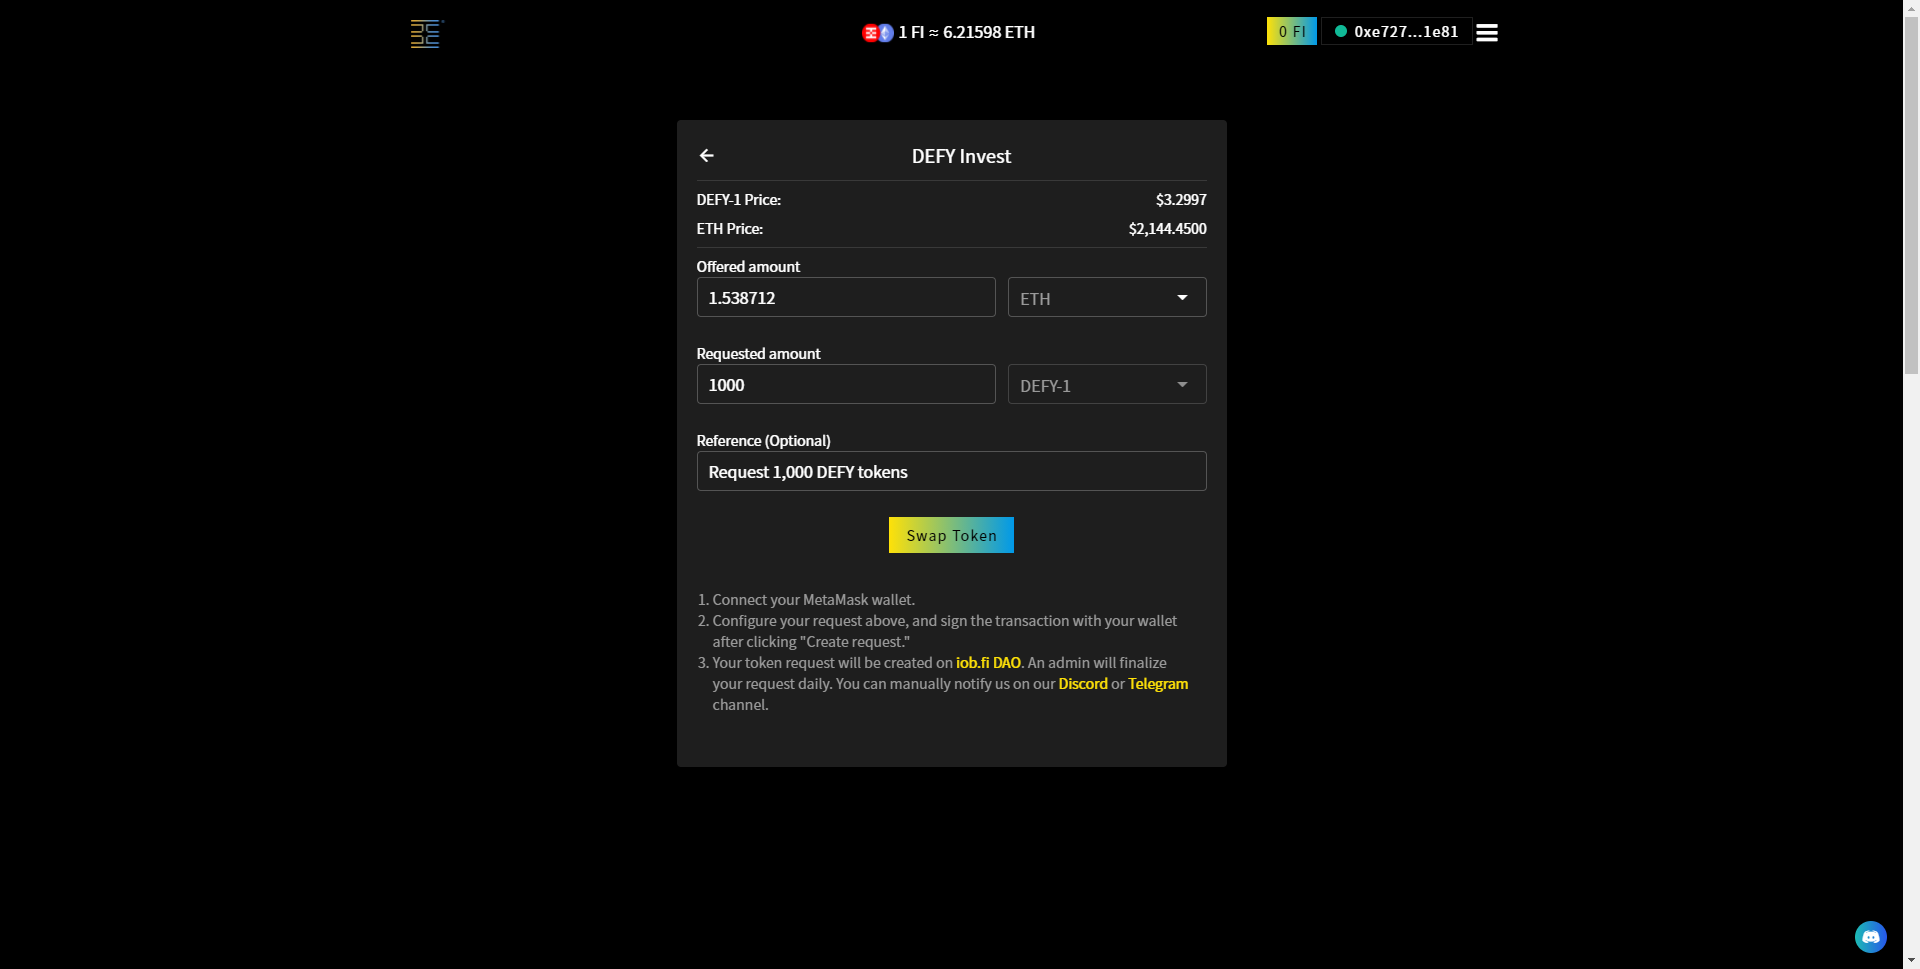 1 FI ≈ 6.21598 ETH
0 FI
0xe727...1e81
DEFY Invest
DEFY-1 Price:
$3.2997
ETH Price:
$2,144.4500
Offered amount
1.538712
ETH
Requested amount
1000
DEFY-1
Reference (Optional)
Request 1,000 DEFY tokens
Swap Token
1. Connect your MetaMask wallet.
2. Configure your request above, and sign the transaction with your wallet
after clicking "Create request."
3. Your token request will be created on iob.fi DAO. An admin will finalize
your request daily. You can manually notify us on our Discord or Telegram
channel.